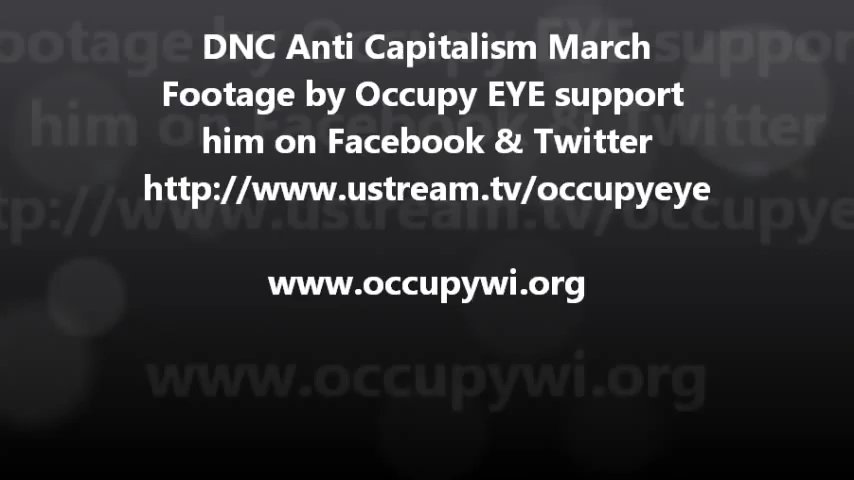 DNC Anti Capitalism March
Footage by Occupy EYE support
him on Facebook & Twitter
http://www.ustream.tv/occupyeye
www.occupywi.org